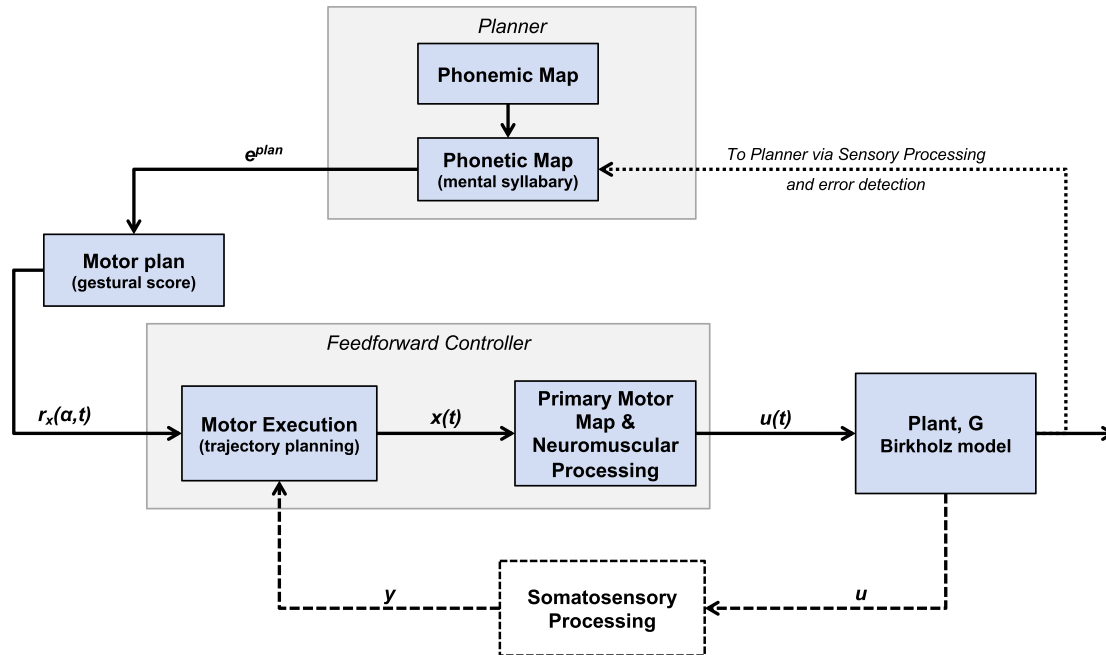 Planner
Phonemic Map
e^plan
Phonetic Map
(mental syllabary)
To Planner via Sensory Processing
and error detection
Motor plan
(gestural score)
Feedforward Controller
r_x(α,t)
Motor Execution
(trajectory planning)
x(t)
Primary Motor
Map &
Neuromuscular
Processing
u(t)
Plant, G
Birkholz model
y
Somatosensory
Processing
u